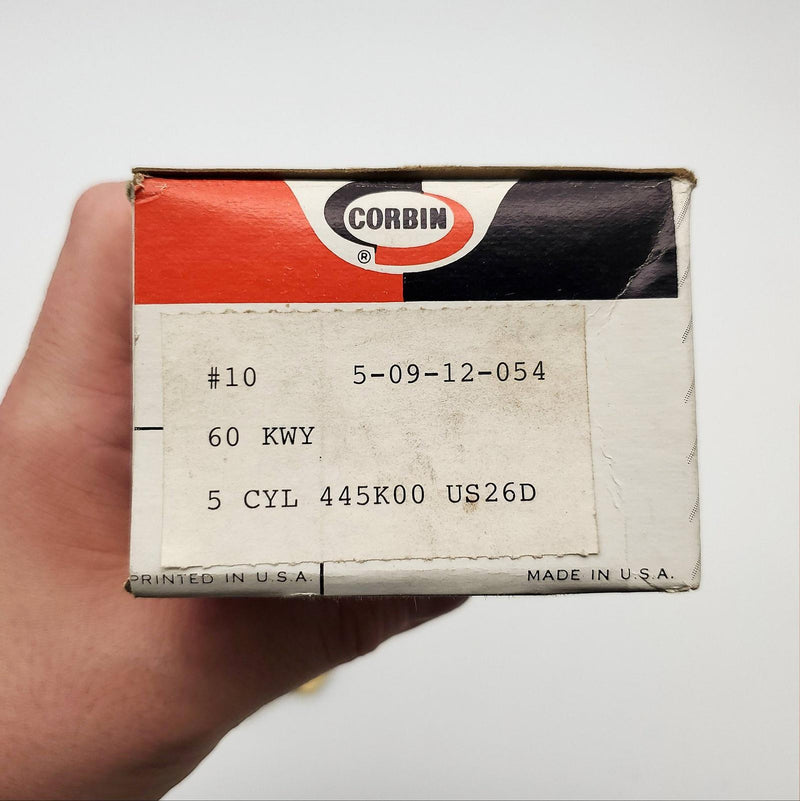 CORBIN
®
#10 5-09-12-054
60 KWY
5 CYL 445K00 US26D
PRINTED IN U.S.A. MADE IN U.S.A.